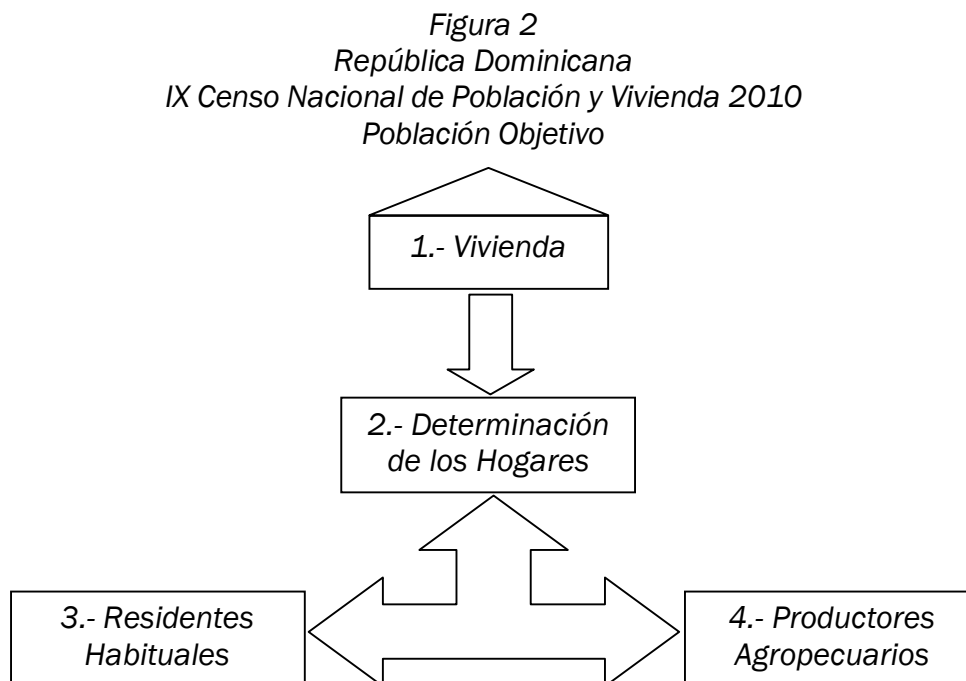 Figura 2
República Dominicana
IX Censo Nacional de Población y Vivienda 2010
Población Objetivo
1.- Vivienda
2.- Determinación
de los Hogares
3.- Residentes
Habituales
4.- Productores
Agropecuarios